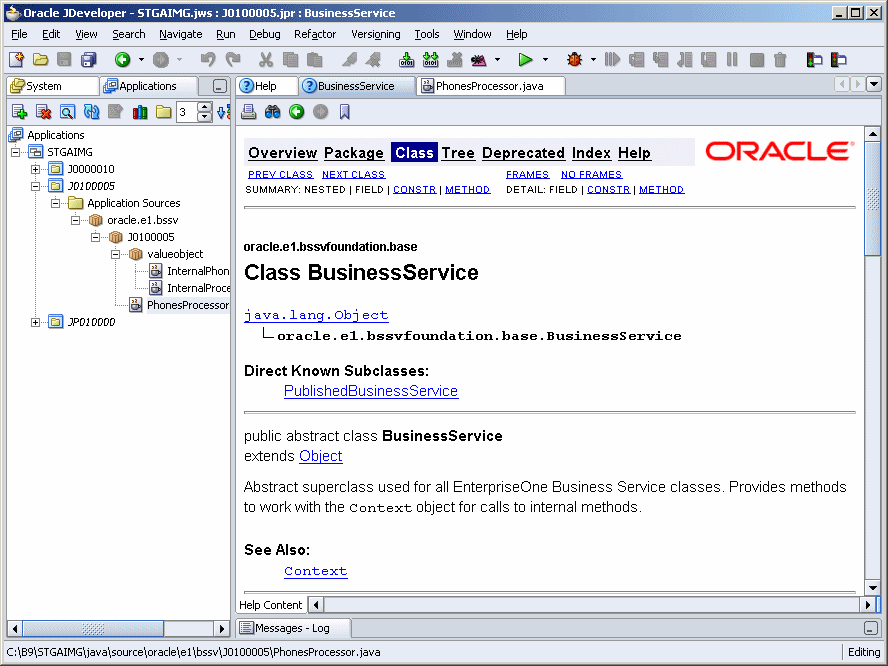 Oracle JDeveloper - STGAIMG.jws : J0100005.jpr : BusinessService
File Edit View Search Navigate Run Debug Refactor Versioning Tools Window Help
System Applications Help BusinessService PhonesProcessor.java
3
Applications
STGAIMG
J0000010
J0100005
Application Sources
oracle.e1.bssv
J0100005
valueobject
InternalPhon
InternalProce
PhonesProcessor
JP010000
Overview Package Class Tree Deprecated Index Help
ORACLE
PREV CLASS NEXT CLASS FRAMES NO FRAMES
SUMMARY: NESTED | FIELD | CONSTR | METHOD DETAIL: FIELD | CONSTR | METHOD
oracle.e1.bssvfoundation.base
Class BusinessService
java.lang.Object
oracle.e1.bssvfoundation.base.BusinessService
Direct Known Subclasses:
PublishedBusinessService
public abstract class BusinessService
extends Object
Abstract superclass used for all EnterpriseOne Business Service classes. Provides methods
to work with the Context object for calls to internal methods.
See Also:
Context
Help Content
Messages - Log
C:\B9\STGAIMG\java\source\oracle\e1\bssv\J0100005\PhonesProcessor.java Editing